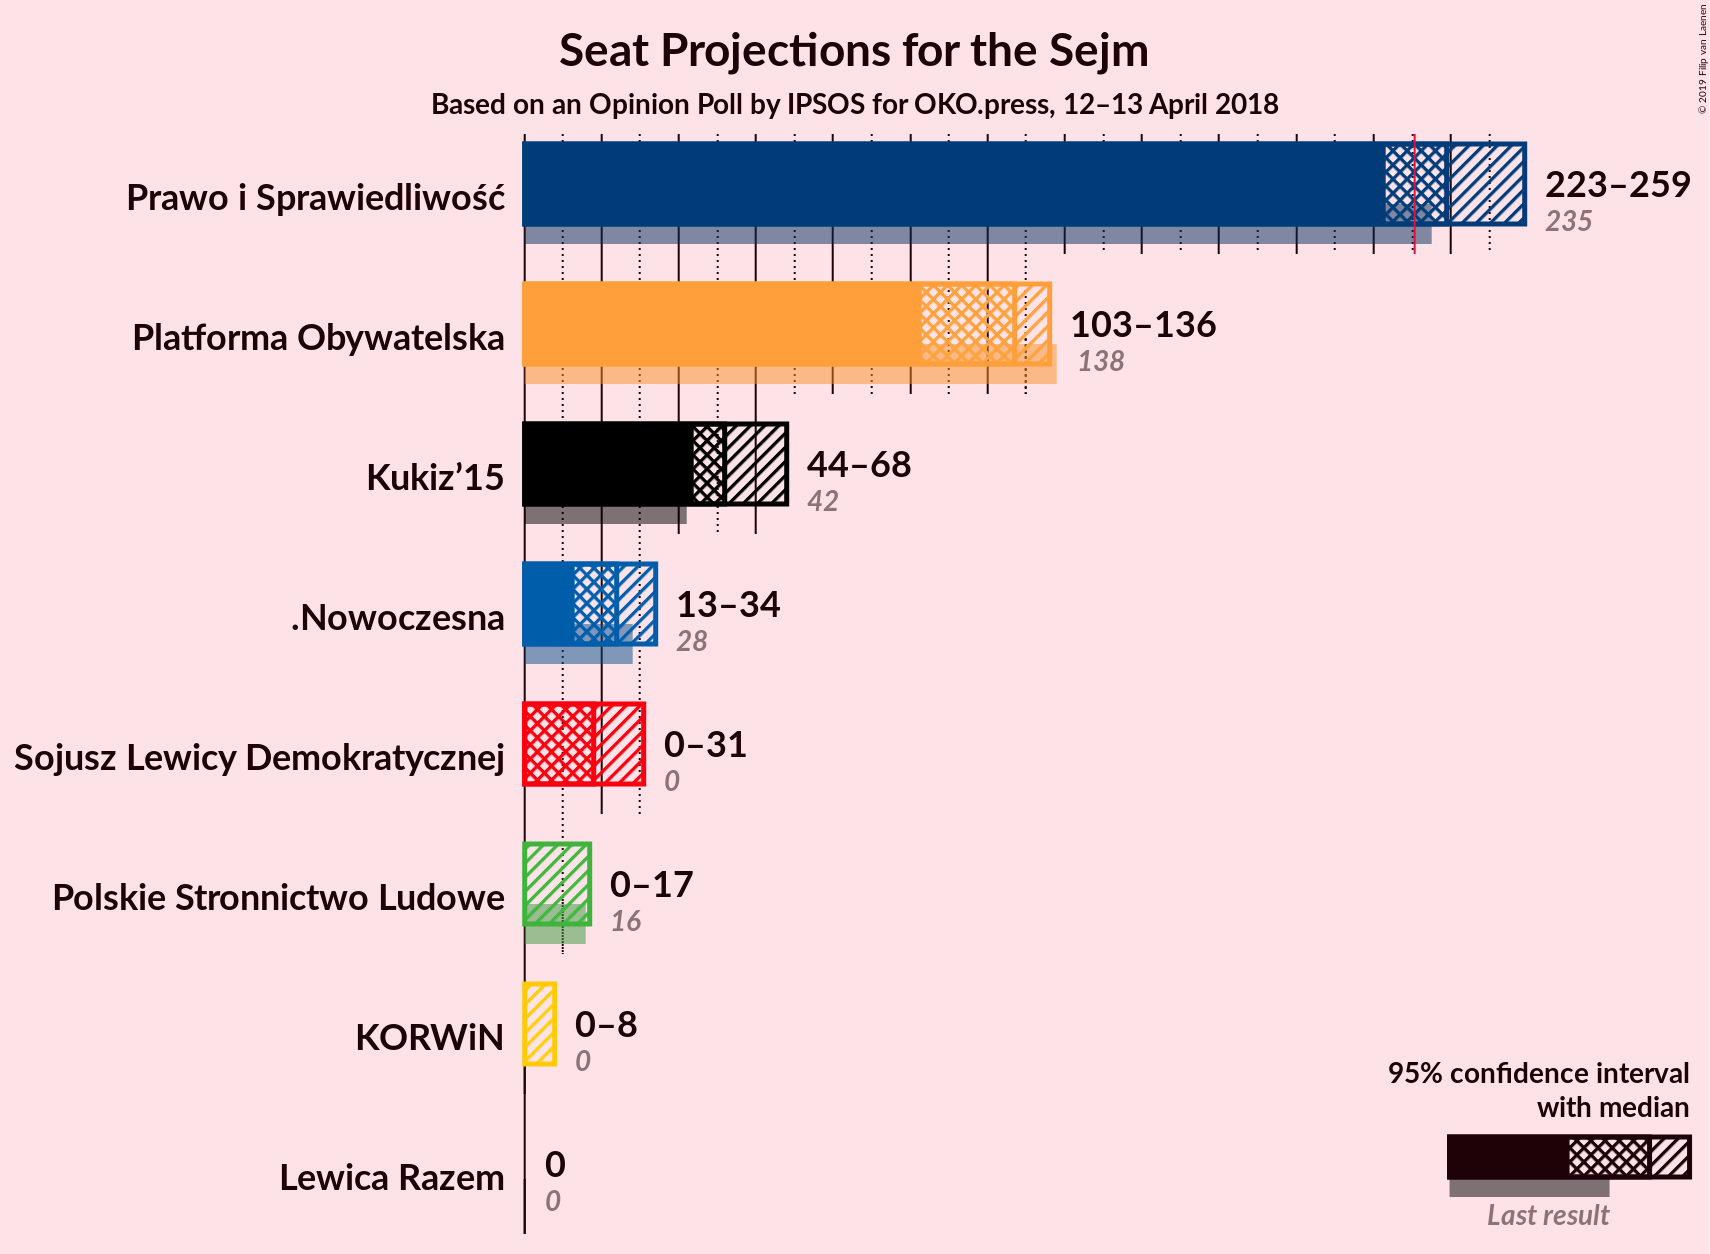 Seat Projections for the Sejm
Based on an Opinion Poll by IPSOS for OKO.press, 12–13 April 2018
© 2019 Filip van Laenen
Prawo i Sprawiedliwość
223–259
235
Platforma Obywatelska
103–136
138
Kukiz’15
44–68
42
.Nowoczesna
13–34
28
Sojusz Lewicy Demokratycznej
0–31
0
Polskie Stronnictwo Ludowe
0–17
16
KORWiN
0–8
0
Lewica Razem
0
0
95% confidence interval
with median
Last result